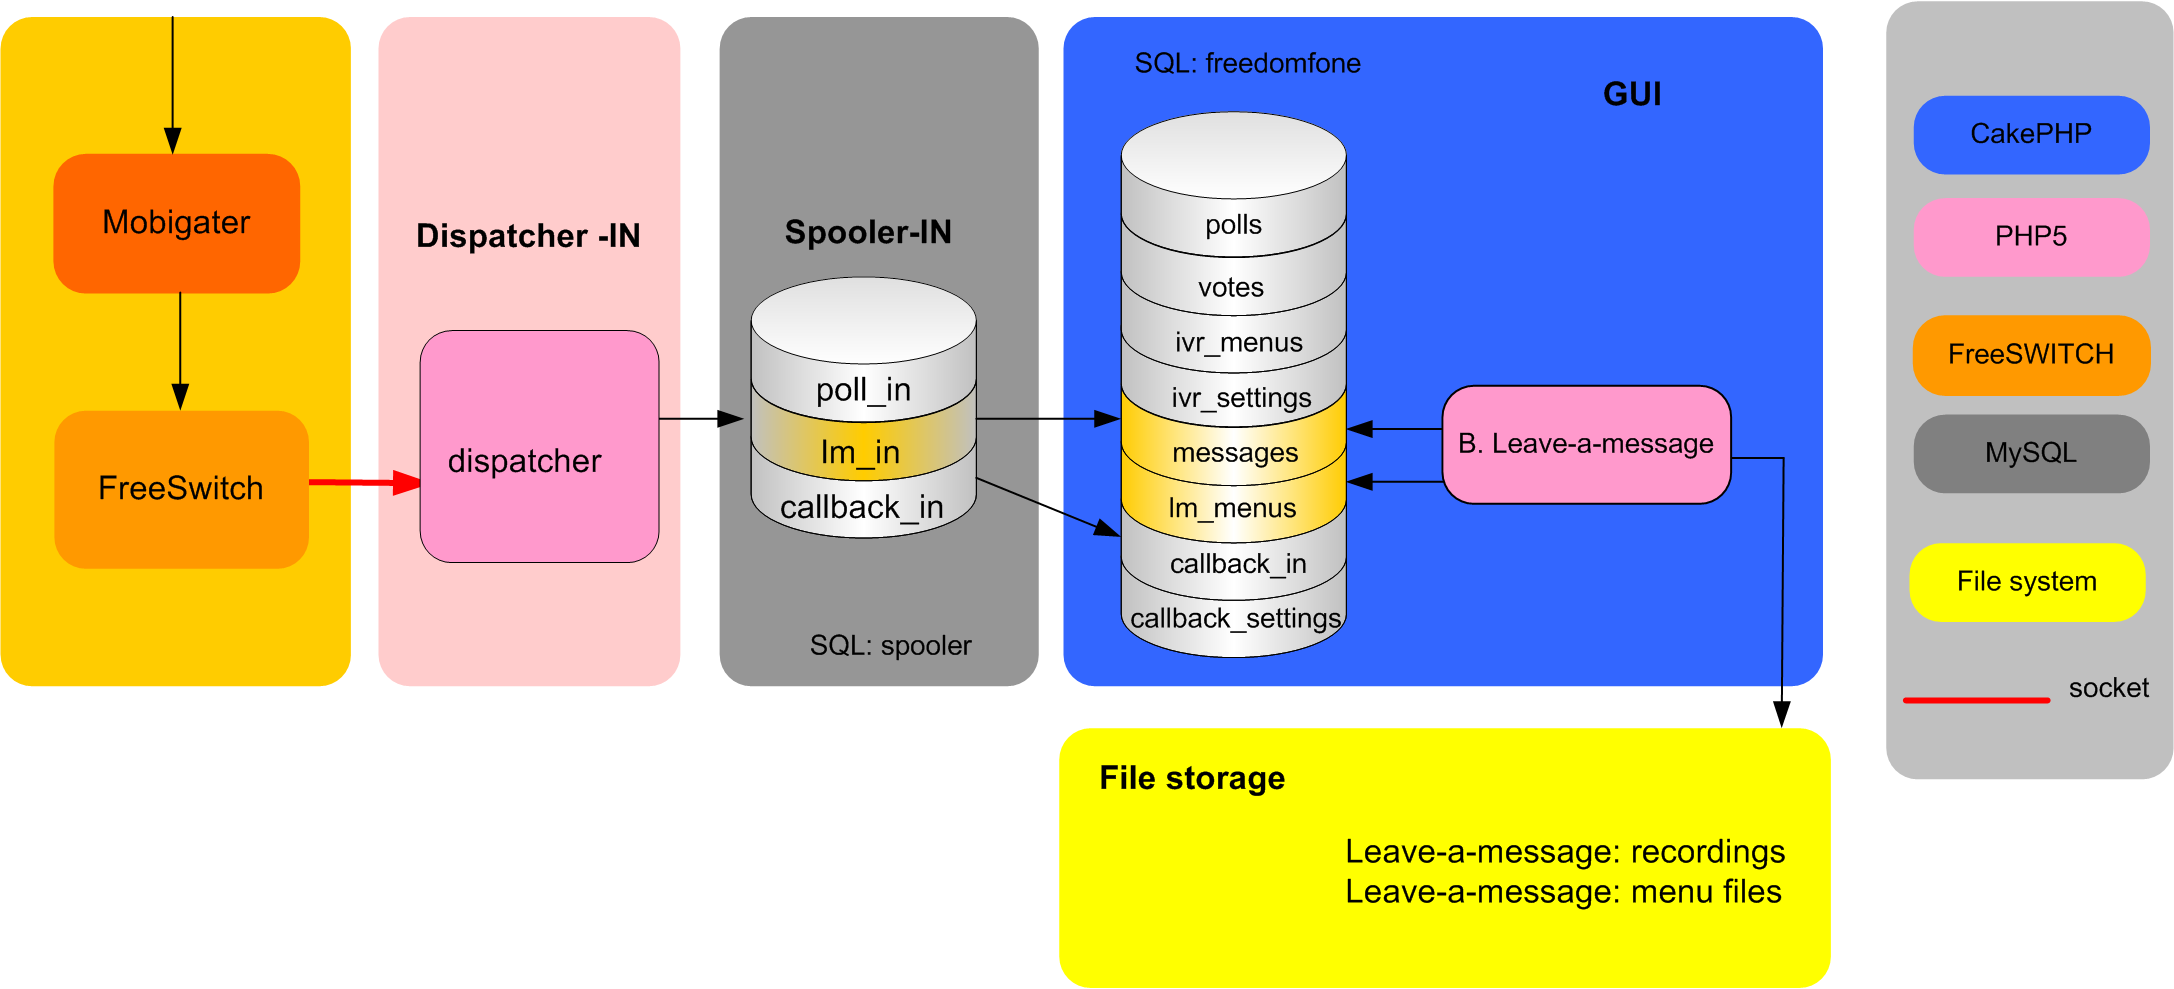 Mobigater
FreeSwitch
Dispatcher -IN
dispatcher
Spooler-IN
poll_in
lm_in
callback_in
SQL: spooler
SQL: freedomfone
GUI
polls
votes
ivr_menus
ivr_settings
messages
lm_menus
callback_in
callback_settings
B. Leave-a-message
File storage
Leave-a-message: recordings
Leave-a-message: menu files
CakePHP
PHP5
FreeSWITCH
MySQL
File system
socket